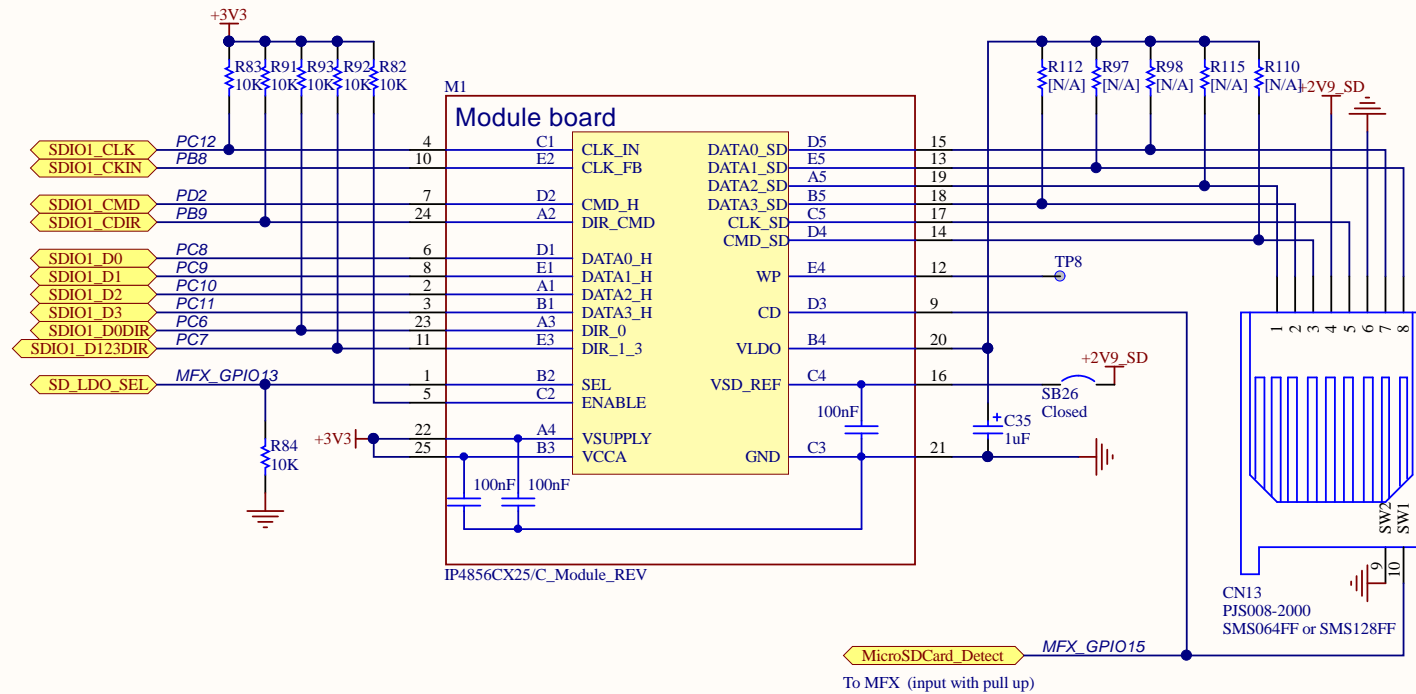 +3V3
R83 R91 R93 R92 R82
10K 10K 10K 10K 10K
R112 R97 R98 R115 R110
[N/A] [N/A] [N/A] [N/A] [N/A]
+2V9_SD
M1
Module board
SDIO1_CLK PC12 4 C1 CLK_IN
SDIO1_CKIN PB8 10 E2 CLK_FB
SDIO1_CMD PD2 7 D2 CMD_H
SDIO1_CDIR PB9 24 A2 DIR_CMD
SDIO1_D0 PC8 6 D1 DATA0_H
SDIO1_D1 PC9 8 E1 DATA1_H
SDIO1_D2 PC10 2 A1 DATA2_H
SDIO1_D3 PC11 3 B1 DATA3_H
SDIO1_D0DIR PC6 23 A3 DIR_0
SDIO1_D123DIR PC7 11 E3 DIR_1_3
SD_LDO_SEL MFX_GPIO13 1 B2 SEL
5 C2 ENABLE
+3V3 22 A4 VSUPPLY
25 B3 VCCA
R84
10K
100nF 100nF
DATA0_SD D5 15
DATA1_SD E5 13
DATA2_SD A5 19
DATA3_SD B5 18
CLK_SD C5 17
CMD_SD D4 14
WP E4 12 TP8
CD D3 9
VLDO B4 20
VSD_REF C4 16
GND C3 21
100nF
+2V9_SD
SB26
Closed
C35
+
1uF
1 2 3 4 5 6 7 8
SW2 SW1
9 10
IP4856CX25/C_Module_REV
CN13
PJS008-2000
SMS064FF or SMS128FF
MicroSDCard_Detect MFX_GPIO15
To MFX (input with pull up)